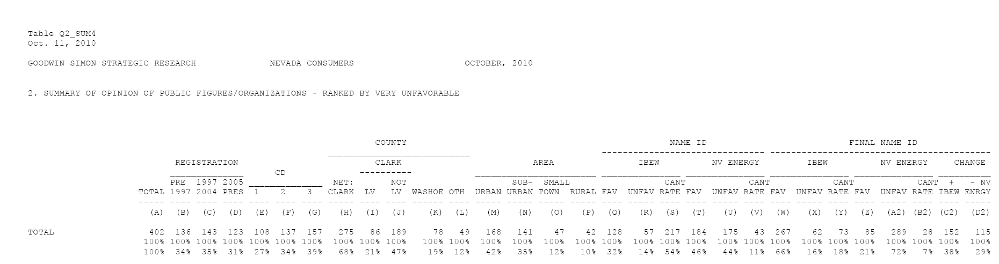 Table Q2_SUM4
Oct. 11, 2010
GOODWIN SIMON STRATEGIC RESEARCH NEVADA CONSUMERS OCTOBER, 2010
2. SUMMARY OF OPINION OF PUBLIC FIGURES/ORGANIZATIONS - RANKED BY VERY UNFAVORABLE
COUNTY NAME ID FINAL NAME ID
REGISTRATION CLARK AREA IBEW NV ENERGY IBEW NV ENERGY CHANGE
CD
PRE 1997 2005 NET: NOT SUB- SMALL CANT CANT CANT CANT + - NV
TOTAL 1997 2004 PRES 1 2 3 CLARK LV LV WASHOE OTH URBAN URBAN TOWN RURAL FAV UNFAV RATE FAV UNFAV RATE FAV UNFAV RATE FAV UNFAV RATE IBEW ENRGY
(A) (B) (C) (D) (E) (F) (G) (H) (I) (J) (K) (L) (M) (N) (O) (P) (Q) (R) (S) (T) (U) (V) (W) (X) (Y) (Z) (A2) (B2) (C2) (D2)
TOTAL 402 136 143 123 108 137 157 275 86 189 78 49 168 141 47 42 128 57 217 184 175 43 267 62 73 85 289 28 152 115
100% 100% 100% 100% 100% 100% 100% 100% 100% 100% 100% 100% 100% 100% 100% 100% 100% 100% 100% 100% 100% 100% 100% 100% 100% 100% 100% 100% 100% 100%
100% 34% 35% 31% 27% 34% 39% 68% 21% 47% 19% 12% 42% 35% 12% 10% 32% 14% 54% 46% 44% 11% 66% 16% 18% 21% 72% 7% 38% 29%